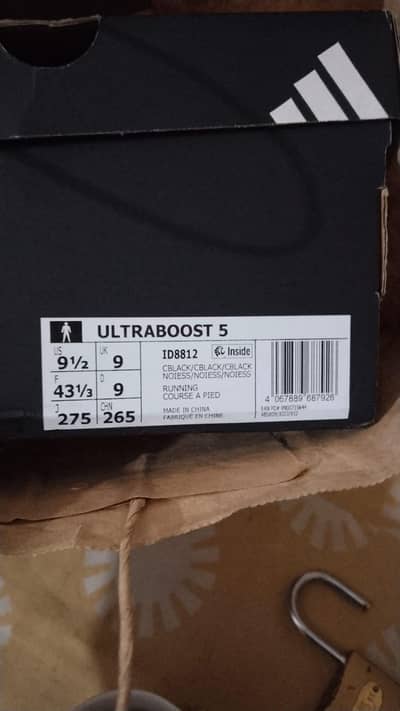 ULTRABOOST 5
US UK
9½ 9
F D
43⅓ 9
J CHN
275 265
ID8812 Inside
CBLACK/CBLACK/CBLACK
NOIESS/NOIESS/NOIESS
RUNNING
COURSE A PIED
MADE IN CHINA
FABRIQUE EN CHINE
4 067889 687926